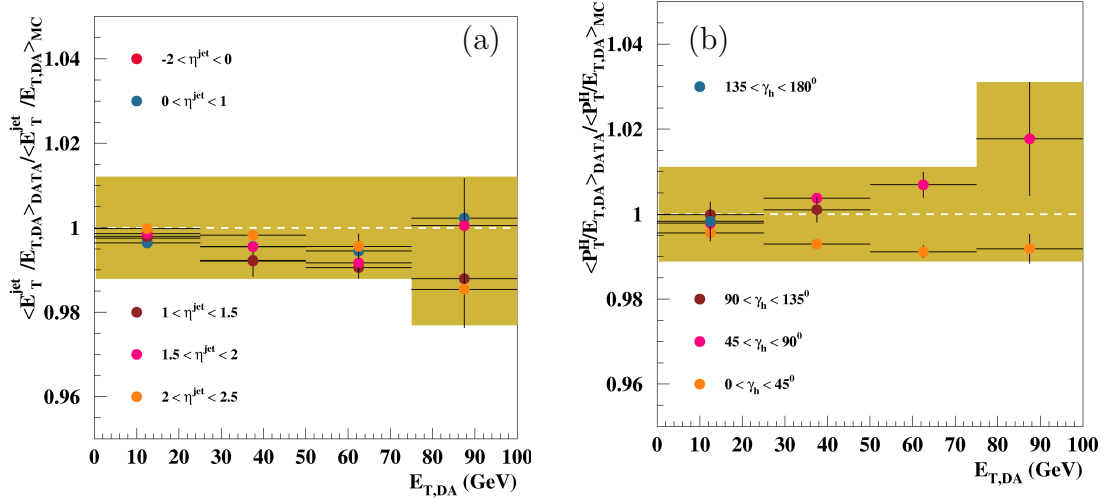 (a)
<E_T^jet/E_T,DA>_DATA/<E_T^jet/E_T,DA>_MC
1.04
1.02
1
0.98
0.96
-2 < η^jet < 0
0 < η^jet < 1
1 < η^jet < 1.5
1.5 < η^jet < 2
2 < η^jet < 2.5
0 10 20 30 40 50 60 70 80 90 100
E_T,DA (GeV)
(b)
<P_T^H/E_T,DA>_DATA/<P_T^H/E_T,DA>_MC
1.04
1.02
1
0.98
0.96
135 < γ_h < 180^0
90 < γ_h < 135^0
45 < γ_h < 90^0
0 < γ_h < 45^0
0 10 20 30 40 50 60 70 80 90 100
E_T,DA (GeV)